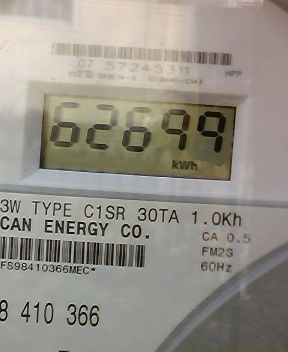 07 57245311
62699
kWh
3W TYPE C1SR 30TA 1.0Kh
CAN ENERGY CO.
CA 0.5
FM2S
60Hz
FS98410366MEC*
8 410 366